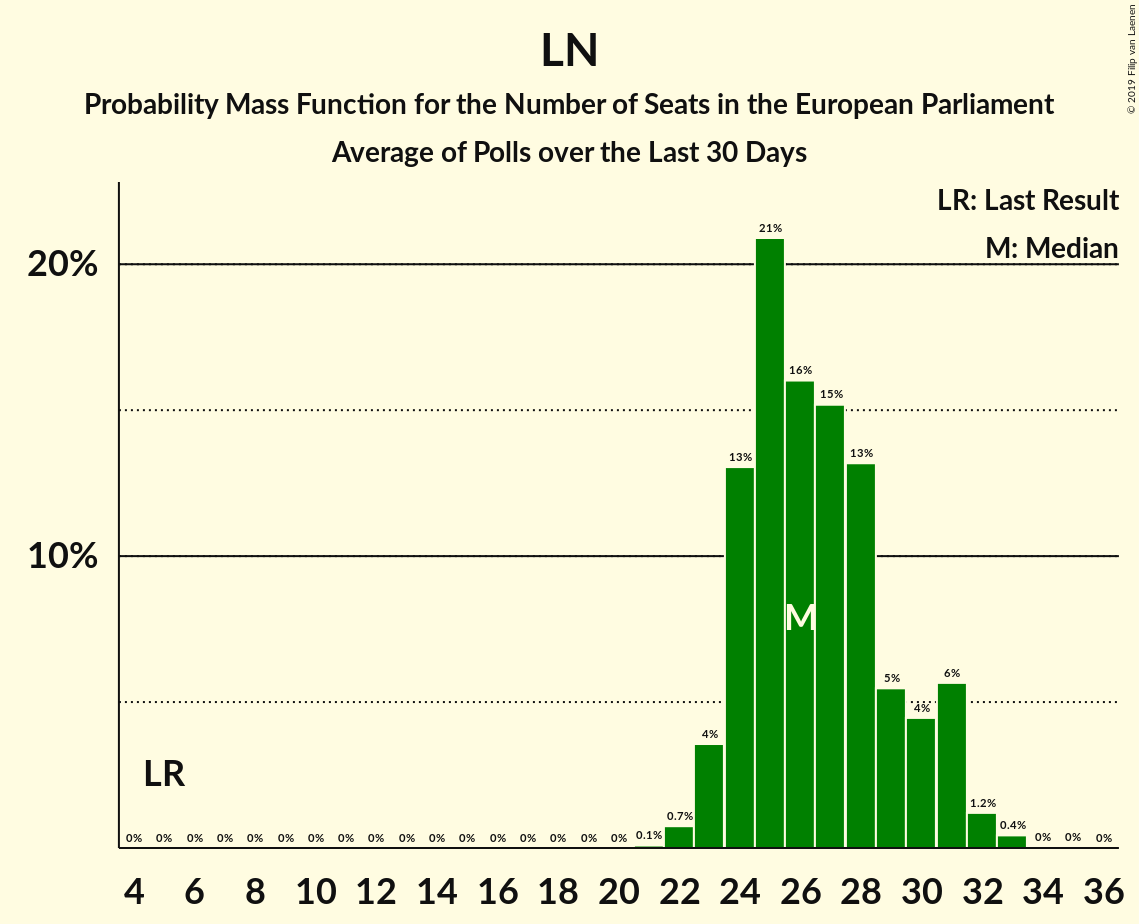 LN
Probability Mass Function for the Number of Seats in the European Parliament
Average of Polls over the Last 30 Days
© 2019 Filip van Laenen
LR: Last Result
M: Median
20%
10%
21%
16%
15%
13%
13%
M
5%
4%
6%
4%
LR
0% 0% 0% 0% 0% 0% 0% 0% 0% 0% 0% 0% 0% 0% 0% 0% 0% 0.1% 0.7% 1.2% 0.4% 0% 0% 0%
4 6 8 10 12 14 16 18 20 22 24 26 28 30 32 34 36